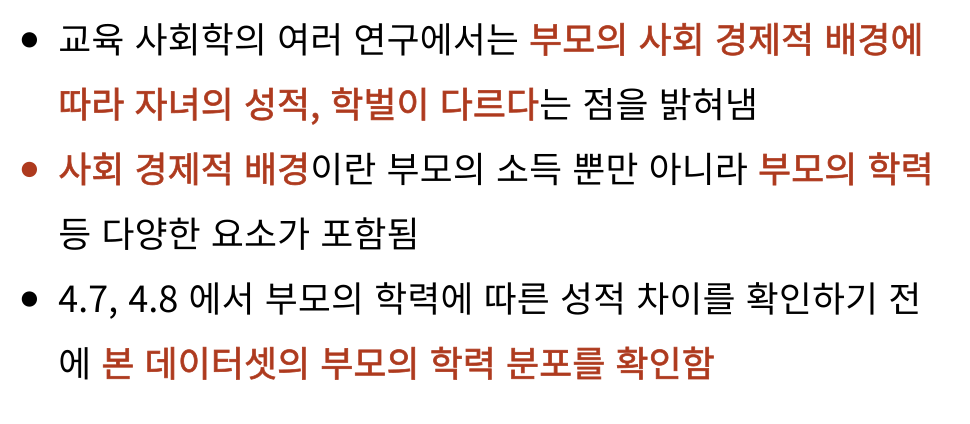 • 교육 사회학의 여러 연구에서는 부모의 사회 경제적 배경에
따라 자녀의 성적, 학벌이 다르다는 점을 밝혀냄
• 사회 경제적 배경이란 부모의 소득 뿐만 아니라 부모의 학력
등 다양한 요소가 포함됨
• 4.7, 4.8 에서 부모의 학력에 따른 성적 차이를 확인하기 전
에 본 데이터셋의 부모의 학력 분포를 확인함